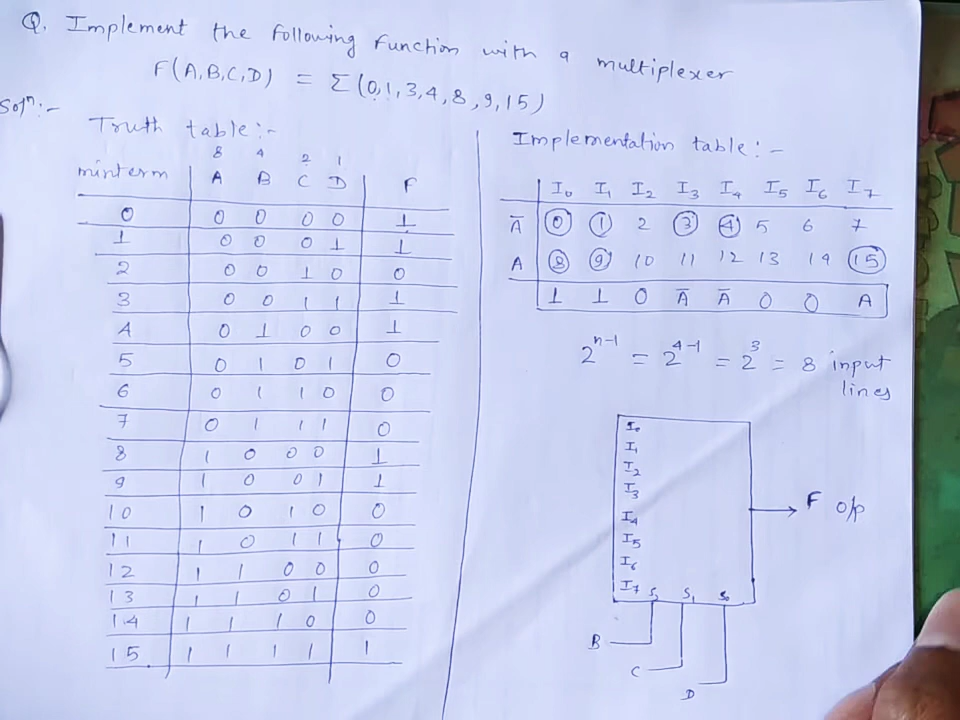 Q. Implement the following function with a multiplexer
F(A,B,C,D) = Σ(0,1,3,4,8,9,15)
Solⁿ:-
Truth table:-
8 4 2 1
minterm A B C D F
0 0 0 0 0 1
1 0 0 0 1 1
2 0 0 1 0 0
3 0 0 1 1 1
4 0 1 0 0 1
5 0 1 0 1 0
6 0 1 1 0 0
7 0 1 1 1 0
8 1 0 0 0 1
9 1 0 0 1 1
10 1 0 1 0 0
11 1 0 1 1 0
12 1 1 0 0 0
13 1 1 0 1 0
14 1 1 1 0 0
15 1 1 1 1 1
Implementation table:-
I₀ I₁ I₂ I₃ I₄ I₅ I₆ I₇
Ā 0 1 2 3 4 5 6 7
A 8 9 10 11 12 13 14 15
1 1 0 Ā Ā 0 0 A
2ⁿ⁻¹ = 2⁴⁻¹ = 2³ = 8 input
lines
I₀
I₁
I₂
I₃
I₄
I₅
I₆
I₇ S₂ S₁ S₀
F o/p
B
C
D